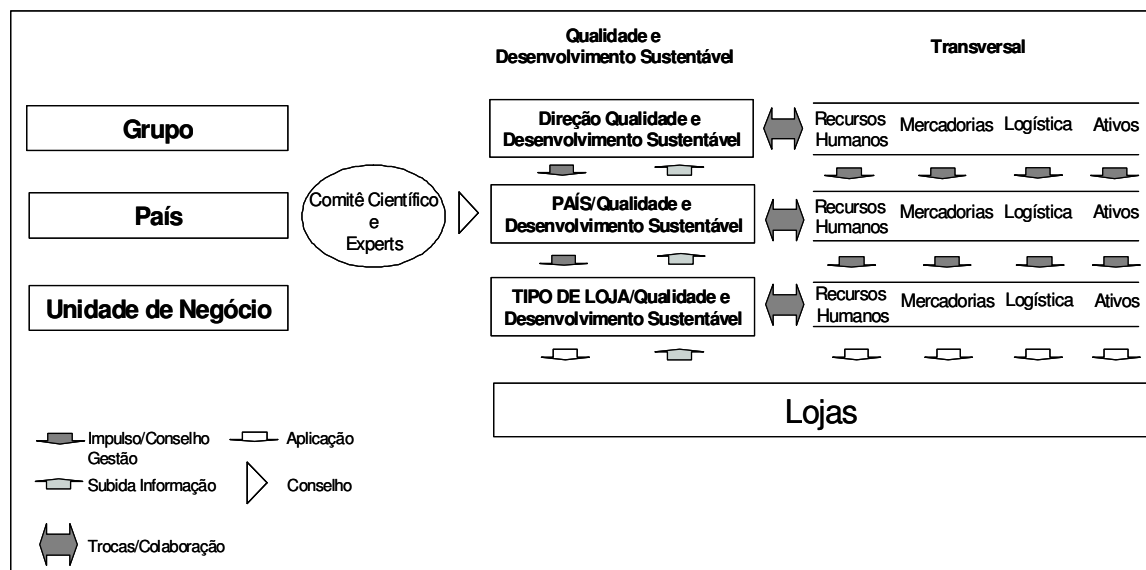 Qualidade e
Desenvolvimento Sustentável
Transversal
Grupo
Direção Qualidade e
Desenvolvimento Sustentável
Recursos
Humanos
Mercadorias
Logística
Ativos
País
Comitê Científico
e
Experts
PAÍS/Qualidade e
Desenvolvimento Sustentável
Recursos
Humanos
Mercadorias
Logística
Ativos
Unidade de Negócio
TIPO DE LOJA/Qualidade e
Desenvolvimento Sustentável
Recursos
Humanos
Mercadorias
Logística
Ativos
Lojas
Impulso/Conselho
Gestão
Aplicação
Subida Informação
Conselho
Trocas/Colaboração